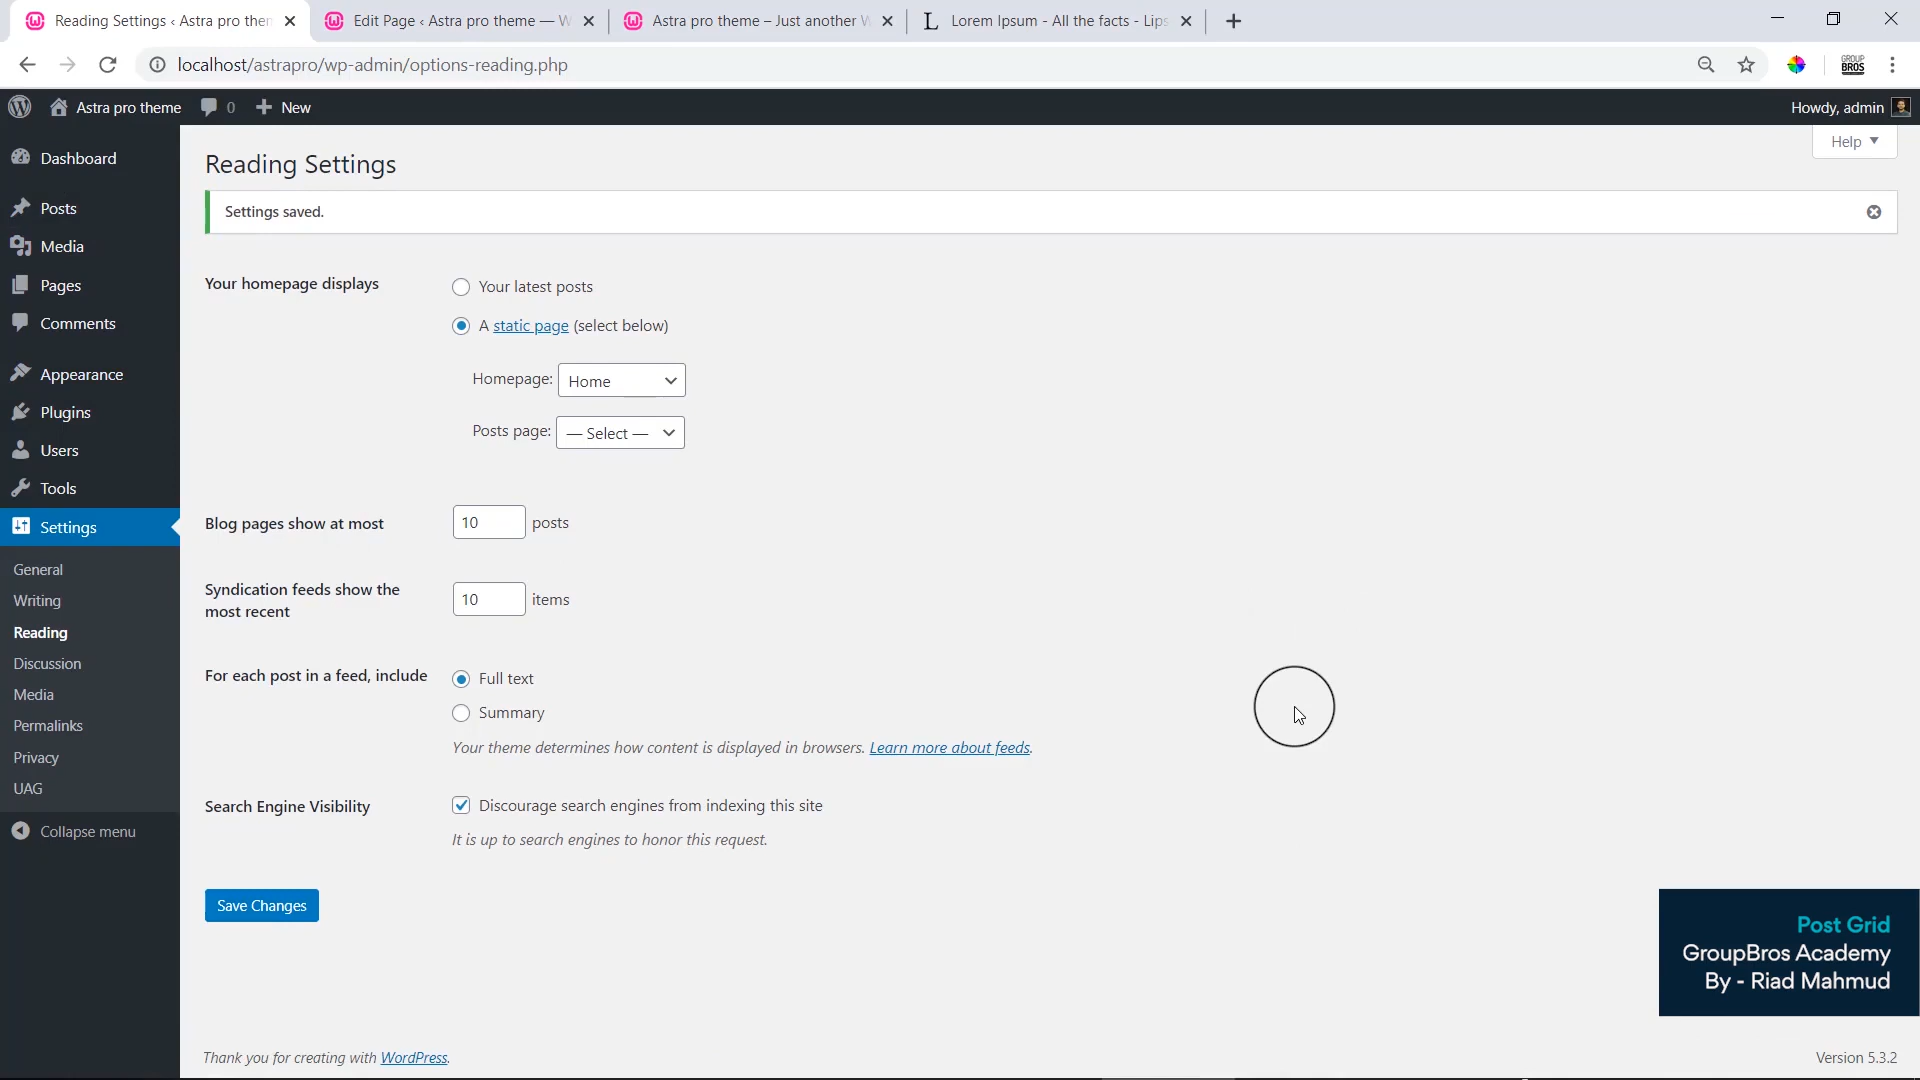 Reading Settings ‹ Astra pro them
Edit Page ‹ Astra pro theme — W
Astra pro theme – Just another W
Lorem Ipsum - All the facts - Lips
localhost/astrapro/wp-admin/options-reading.php
GROUP
BROS
Astra pro theme
0
New
Howdy, admin
Dashboard
Posts
Media
Pages
Comments
Appearance
Plugins
Users
Tools
Settings
General
Writing
Reading
Discussion
Media
Permalinks
Privacy
UAG
Collapse menu
Help
Reading Settings
Settings saved.
Your homepage displays
Your latest posts
A static page (select below)
Homepage: Home
Posts page: — Select —
Blog pages show at most
10 posts
Syndication feeds show the
most recent
10 items
For each post in a feed, include
Full text
Summary
Your theme determines how content is displayed in browsers. Learn more about feeds.
Search Engine Visibility
Discourage search engines from indexing this site
It is up to search engines to honor this request.
Save Changes
Post Grid
GroupBros Academy
By - Riad Mahmud
Thank you for creating with WordPress.
Version 5.3.2